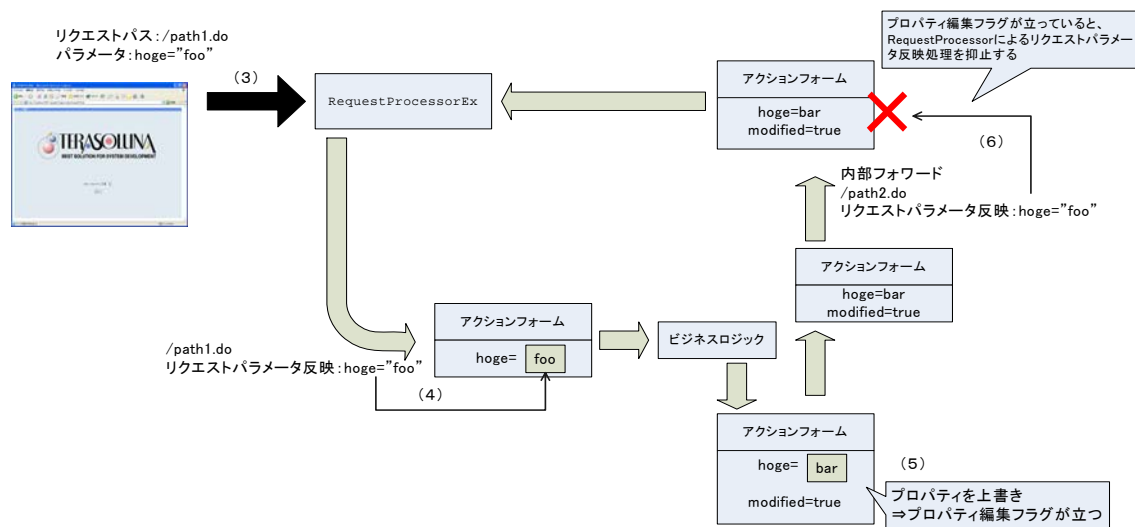 リクエストパス:/path1.do
パラメータ:hoge="foo"
(3)
TERASOLUNA
BEST SOLUTION FOR SYSTEM DEVELOPMENT
RequestProcessorEx
アクションフォーム
hoge=bar
modified=true
プロパティ編集フラグが立っていると、
RequestProcessorによるリクエストパラメー
タ反映処理を抑止する
(6)
内部フォワード
/path2.do
リクエストパラメータ反映:hoge="foo"
アクションフォーム
hoge=bar
modified=true
/path1.do
リクエストパラメータ反映:hoge="foo"
(4)
アクションフォーム
hoge= foo
ビジネスロジック
アクションフォーム
hoge= bar
modified=true
(5)
プロパティを上書き
⇒プロパティ編集フラグが立つ